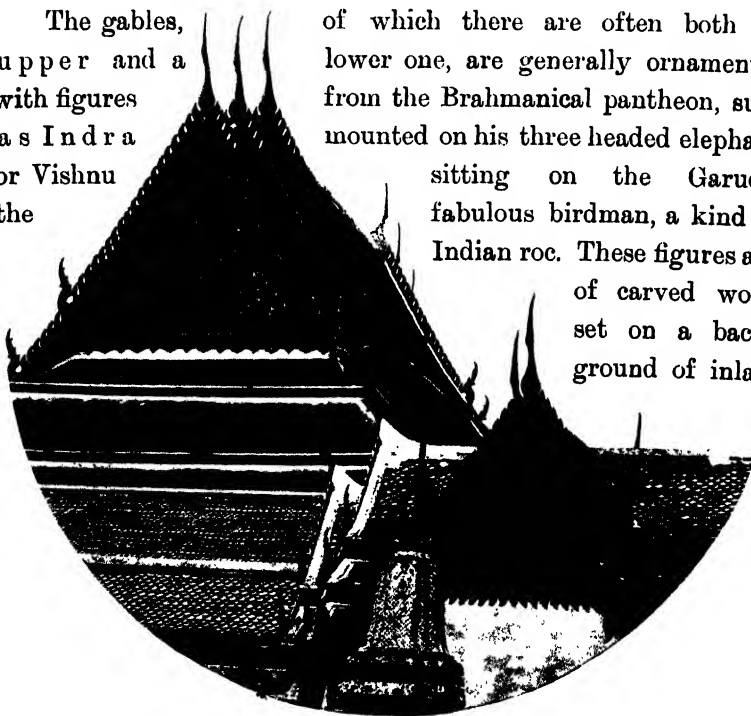 The gables, of which there are often both
upper and a lower one, are generally ornament
with figures from the Brahmanical pantheon, su
as Indra mounted on his three headed elepha
or Vishnu sitting on the Garu
the fabulous birdman, a kind
Indian roc. These figures a
of carved wo
set on a bac
ground of inla